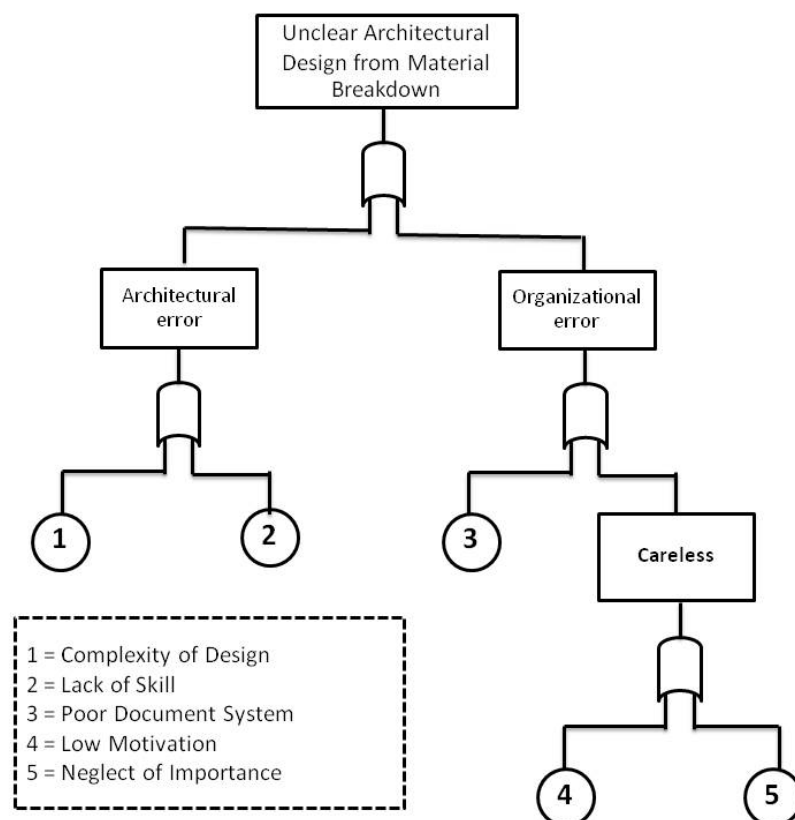 Unclear Architectural
Design from Material
Breakdown
Architectural
error
Organizational
error
1
2
3
Careless
1 = Complexity of Design
2 = Lack of Skill
3 = Poor Document System
4 = Low Motivation
5 = Neglect of Importance
4
5